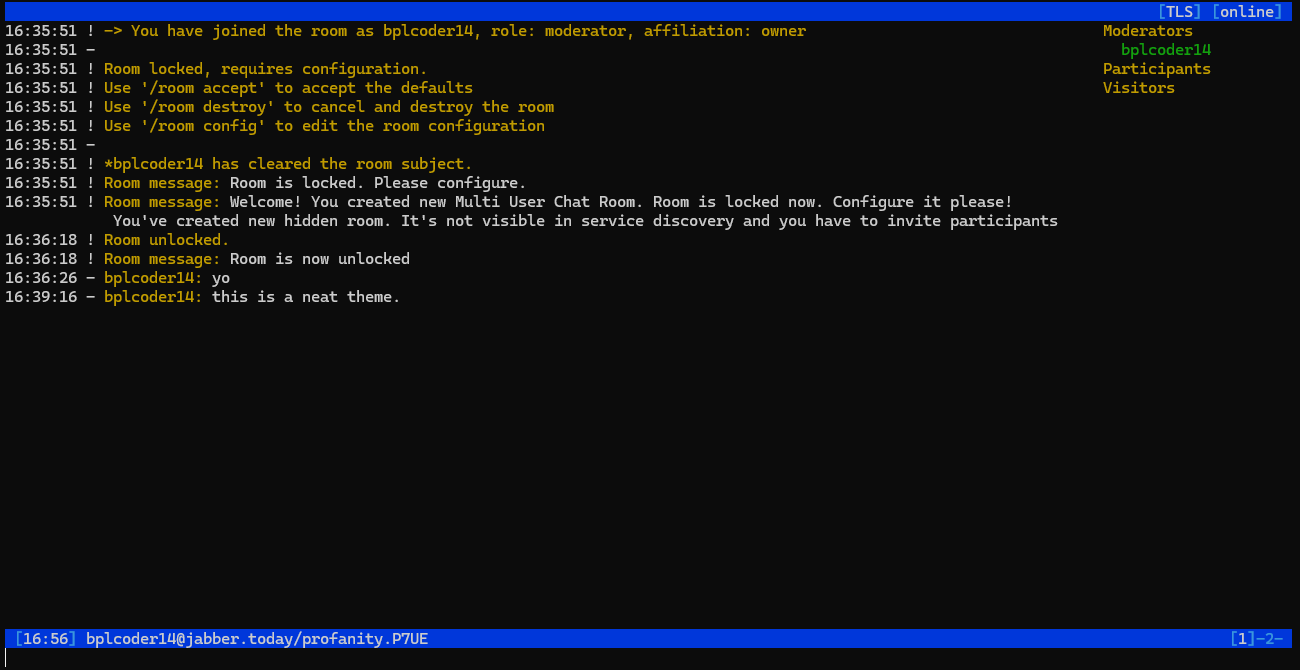 [TLS] [online]
16:35:51 ! -> You have joined the room as bplcoder14, role: moderator, affiliation: owner
Moderators
16:35:51 -
bplcoder14
16:35:51 ! Room locked, requires configuration.
Participants
16:35:51 ! Use '/room accept' to accept the defaults
Visitors
16:35:51 ! Use '/room destroy' to cancel and destroy the room
16:35:51 ! Use '/room config' to edit the room configuration
16:35:51 -
16:35:51 ! *bplcoder14 has cleared the room subject.
16:35:51 ! Room message: Room is locked. Please configure.
16:35:51 ! Room message: Welcome! You created new Multi User Chat Room. Room is locked now. Configure it please!
You've created new hidden room. It's not visible in service discovery and you have to invite participants
16:36:18 ! Room unlocked.
16:36:18 ! Room message: Room is now unlocked
16:36:26 - bplcoder14: yo
16:39:16 - bplcoder14: this is a neat theme.
[16:56] bplcoder14@jabber.today/profanity.P7UE
[1]-2-